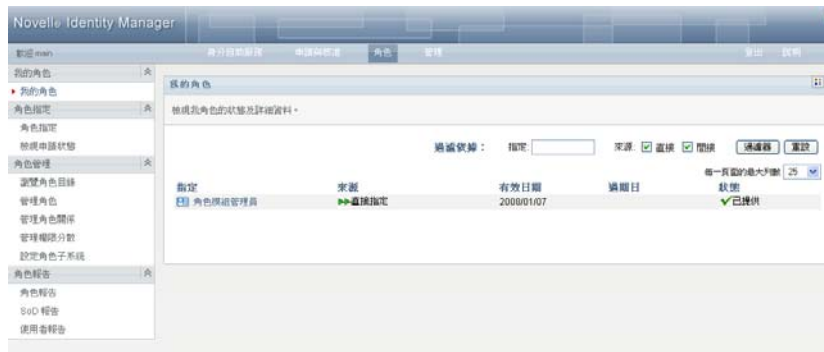 Novell® Identity Manager
歡迎 main
身分自助服務 申請與核准 角色 管理 登出 說明
我的角色
我的角色
角色指定
角色指定
檢視申請狀態
角色管理
瀏覽角色目錄
管理角色
管理角色關係
管理權限分離
設定角色子系統
角色報告
角色報告
SoD 報告
使用者報告
我的角色
檢視我角色的狀態及詳細資料。
過濾依據： 指定: 來源: 直接 間接 過濾器 重設
每一頁面的最大列數 25
指定 來源 有效日期 過期日 狀態
角色模組管理員 直接指定 2008/01/07 已提供